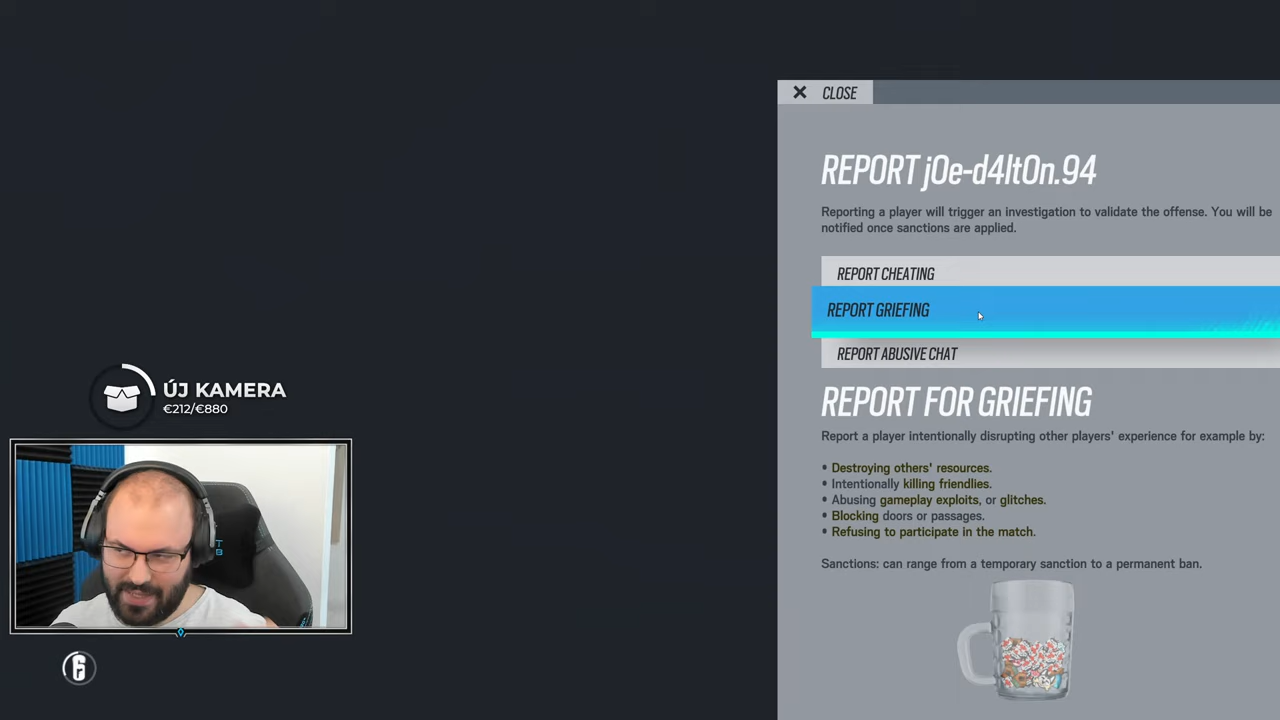 CLOSE
REPORT j0e-d4lt0n.94
Reporting a player will trigger an investigation to validate the offense. You will be
notified once sanctions are applied.
REPORT CHEATING
REPORT GRIEFING
REPORT ABUSIVE CHAT
REPORT FOR GRIEFING
Report a player intentionally disrupting other players' experience for example by:
• Destroying others' resources.
• Intentionally killing friendlies.
• Abusing gameplay exploits, or glitches.
• Blocking doors or passages.
• Refusing to participate in the match.
Sanctions: can range from a temporary sanction to a permanent ban.
ÚJ KAMERA
€212/€880
6